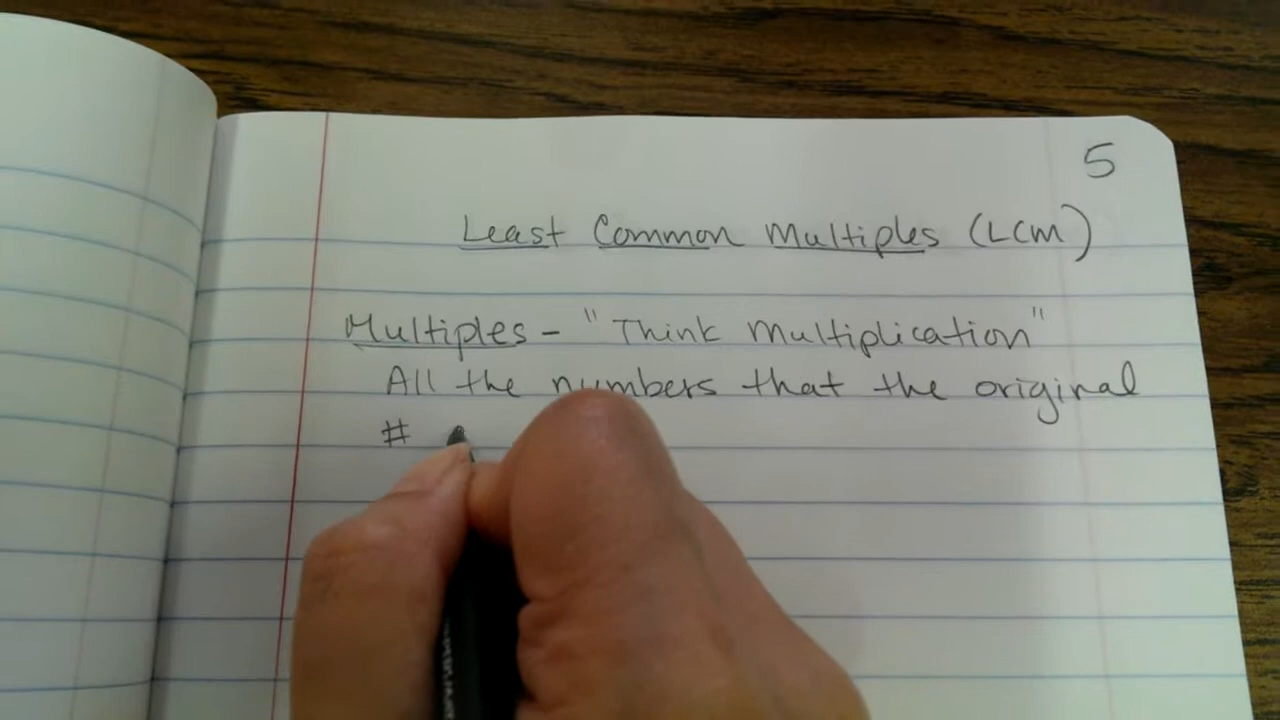 5
Least Common Multiples (LCM)
Multiples - "Think Multiplication"
All the numbers that the original
#